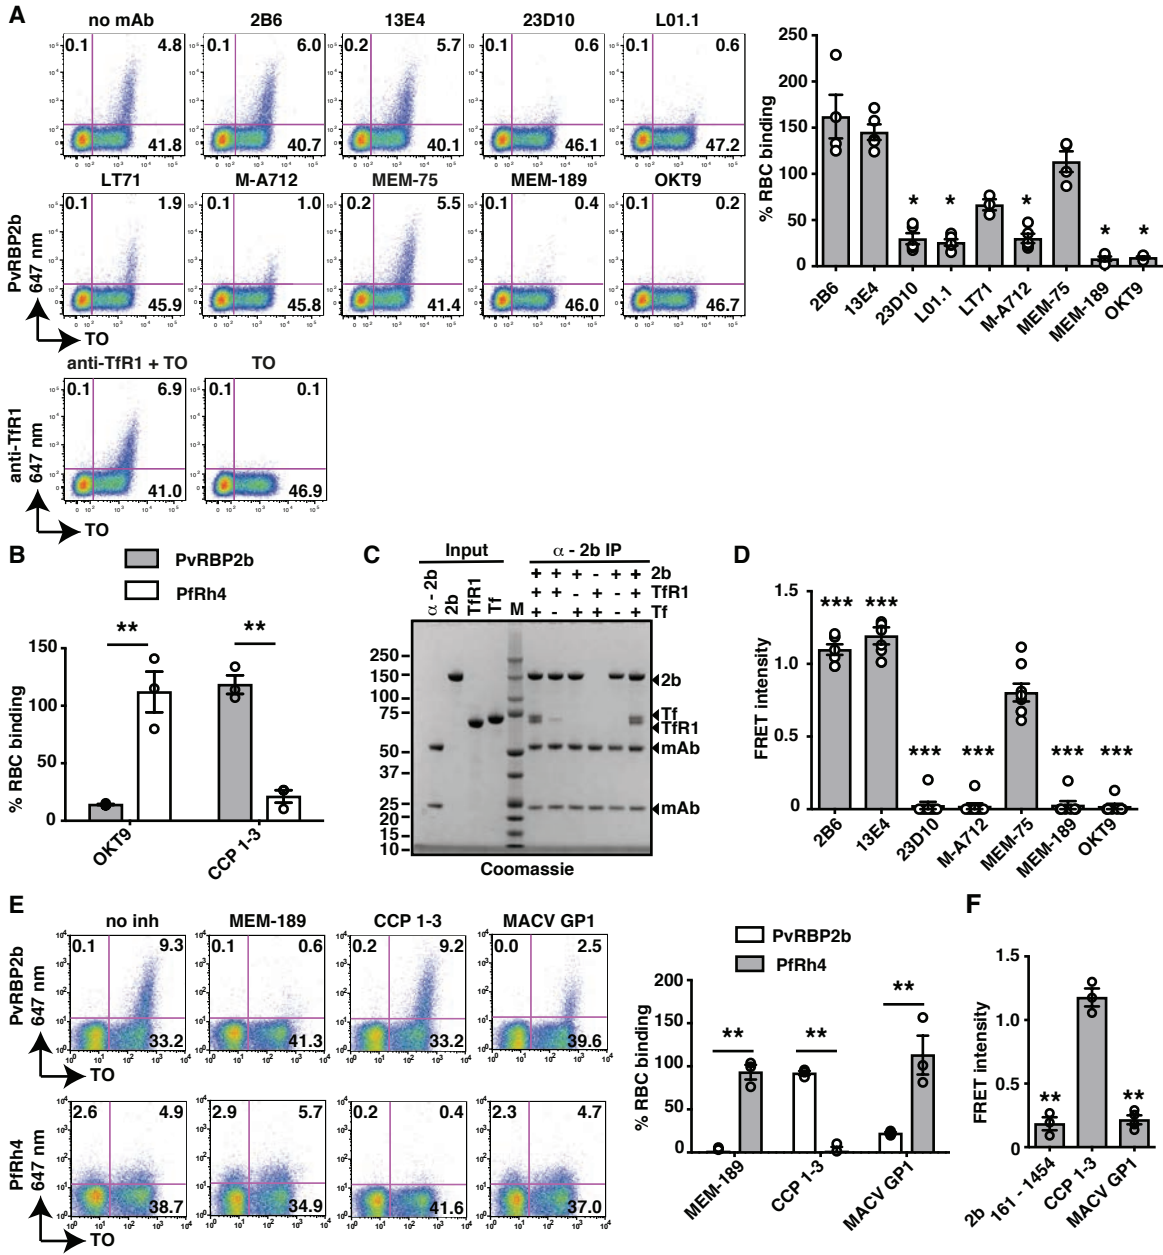 A
no mAb 2B6 13E4 23D10 L01.1
0.1 4.8 0.1 6.0 0.2 5.7 0.1 0.6 0.1 0.6
41.8 40.7 40.1 46.1 47.2
LT71 M-A712 MEM-75 MEM-189 OKT9
0.1 1.9 0.1 1.0 0.2 5.5 0.1 0.4 0.1 0.2
45.9 45.8 41.4 46.0 46.7
PvRBP2b
647 nm
TO
anti-TfR1 + TO TO
0.1 6.9 0.1 0.1
41.0 46.9
anti-TfR1
647 nm
TO
% RBC binding
250
200
150
100
50
0
* * * * *
2B6 13E4 23D10 L01.1 LT71 M-A712 MEM-75 MEM-189 OKT9
B
PvRBP2b
PfRh4
% RBC binding
150
100
50
0
** **
OKT9 CCP 1-3
C
Input α - 2b IP
α - 2b 2b TfR1 Tf M
+ + + - + + 2b
+ + - + - + TfR1
+ - + + - + Tf
250
150
100
75
50
37
25
20
15
10
2b
Tf
TfR1
mAb
mAb
Coomassie
D
FRET intensity
1.5
1.0
0.5
0
*** *** *** *** *** ***
2B6 13E4 23D10 M-A712 MEM-75 MEM-189 OKT9
E
no inh MEM-189 CCP 1-3 MACV GP1
0.1 9.3 0.1 0.6 0.2 9.2 0.0 2.5
33.2 41.3 33.2 39.6
PvRBP2b
647 nm
TO
2.6 4.9 2.9 5.7 0.2 0.4 2.3 4.7
38.7 34.9 41.6 37.0
PfRh4
647 nm
TO
PvRBP2b
PfRh4
% RBC binding
200
150
100
50
0
** ** **
MEM-189 CCP 1-3 MACV GP1
F
FRET intensity
1.5
1.0
0.5
0
** **
2b
161 - 1454 CCP 1-3 MACV GP1